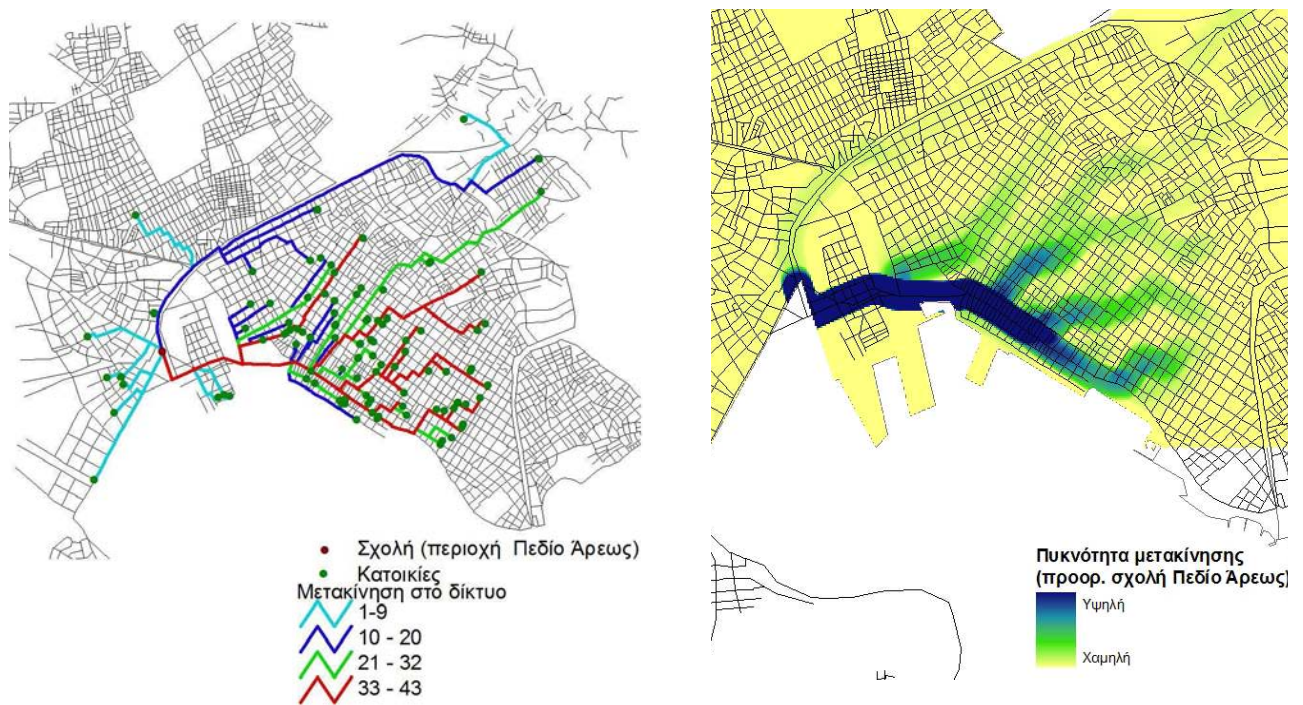 Σχολή (περιοχή Πεδίο Άρεως)
Κατοικίες
Μετακίνηση στο δίκτυο
1-9
10 - 20
21 - 32
33 - 43
Πυκνότητα μετακίνησης
(προορ. σχολή Πεδίο Άρεως)
Υψηλή
Χαμηλή